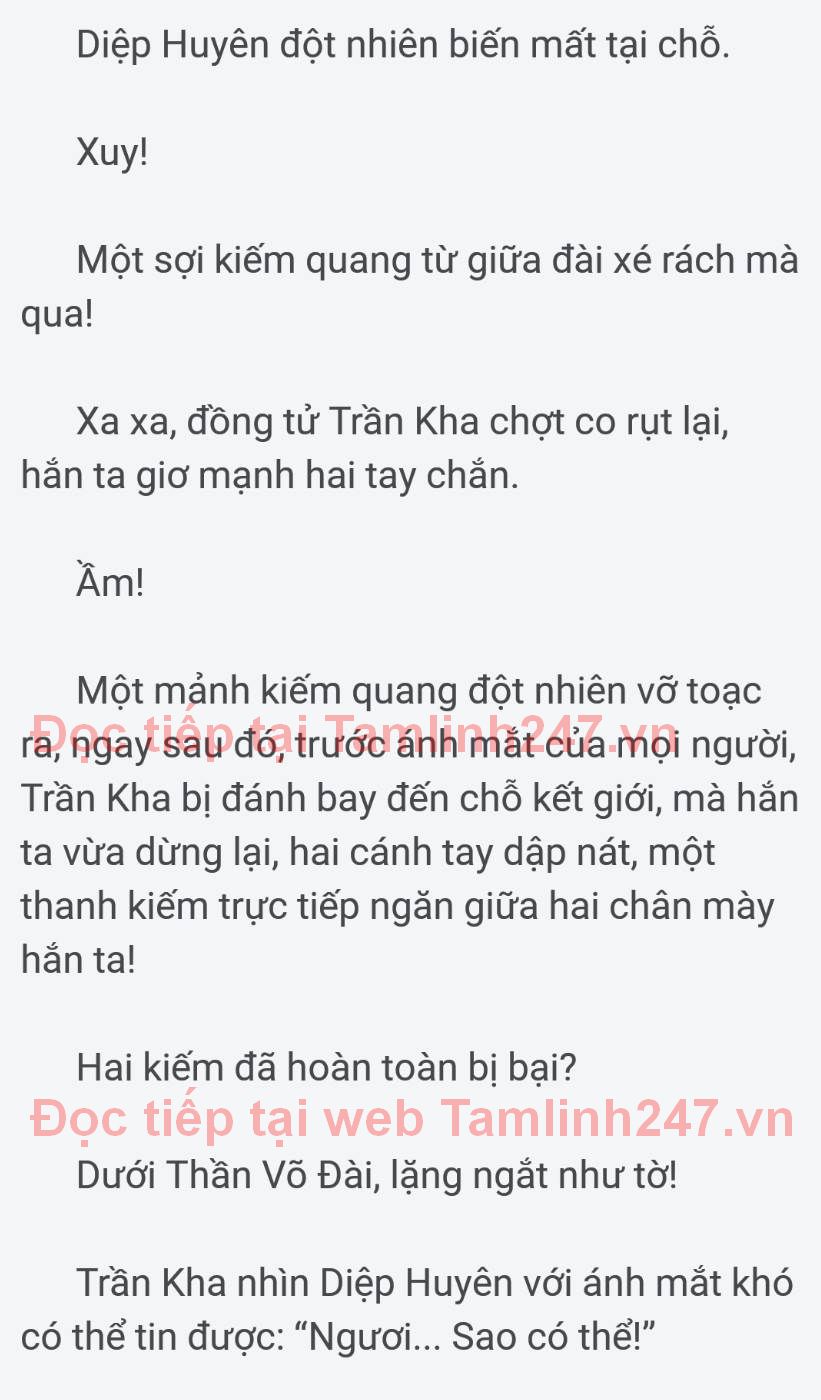 Diệp Huyên đột nhiên biến mất tại chỗ.
Xuy!
Một sợi kiếm quang từ giữa đài xé rách mà
qua!
Xa xa, đồng tử Trần Kha chợt co rụt lại,
hắn ta giơ mạnh hai tay chắn.
Ầm!
Một mảnh kiếm quang đột nhiên vỡ toạc
Đọc tiếp tại Tamlinh247.vn
ra, ngay sau đó, trước ánh mắt của mọi người,
Trần Kha bị đánh bay đến chỗ kết giới, mà hắn
ta vừa dừng lại, hai cánh tay dập nát, một
thanh kiếm trực tiếp ngăn giữa hai chân mày
hắn ta!
Hai kiếm đã hoàn toàn bị bại?
Đọc tiếp tại web Tamlinh247.vn
Dưới Thần Võ Đài, lặng ngắt như tờ!
Trần Kha nhìn Diệp Huyên với ánh mắt khó
có thể tin được: “Ngươi... Sao có thể!”